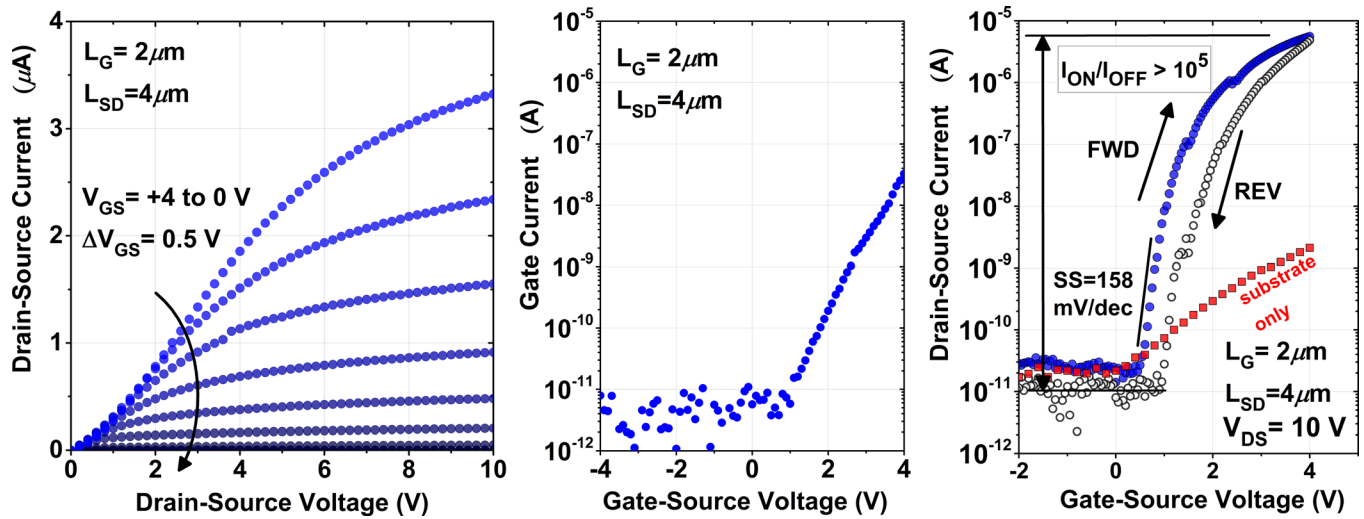 Drain-Source Current (μA)
4
3
2
1
0
L_G= 2μm
L_SD=4μm
V_GS= +4 to 0 V
ΔV_GS= 0.5 V
0 2 4 6 8 10
Drain-Source Voltage (V)
Gate Current (A)
10^-5
10^-6
10^-7
10^-8
10^-9
10^-10
10^-11
10^-12
L_G= 2μm
L_SD=4μm
-4 -2 0 2 4
Gate-Source Voltage (V)
Drain-Source Current (A)
10^-5
10^-6
10^-7
10^-8
10^-9
10^-10
10^-11
10^-12
I_ON/I_OFF > 10^5
FWD
REV
SS=158
mV/dec
substrate
only
L_G= 2μm
L_SD=4μm
V_DS= 10 V
-2 0 2 4
Gate-Source Voltage (V)